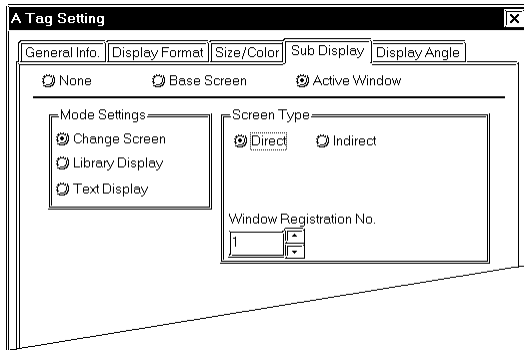 A Tag Setting
General Info. Display Format Size/Color Sub Display Display Angle
None Base Screen Active Window
Mode Settings
Change Screen
Library Display
Text Display
Screen Type
Direct Indirect
Window Registration No.
1